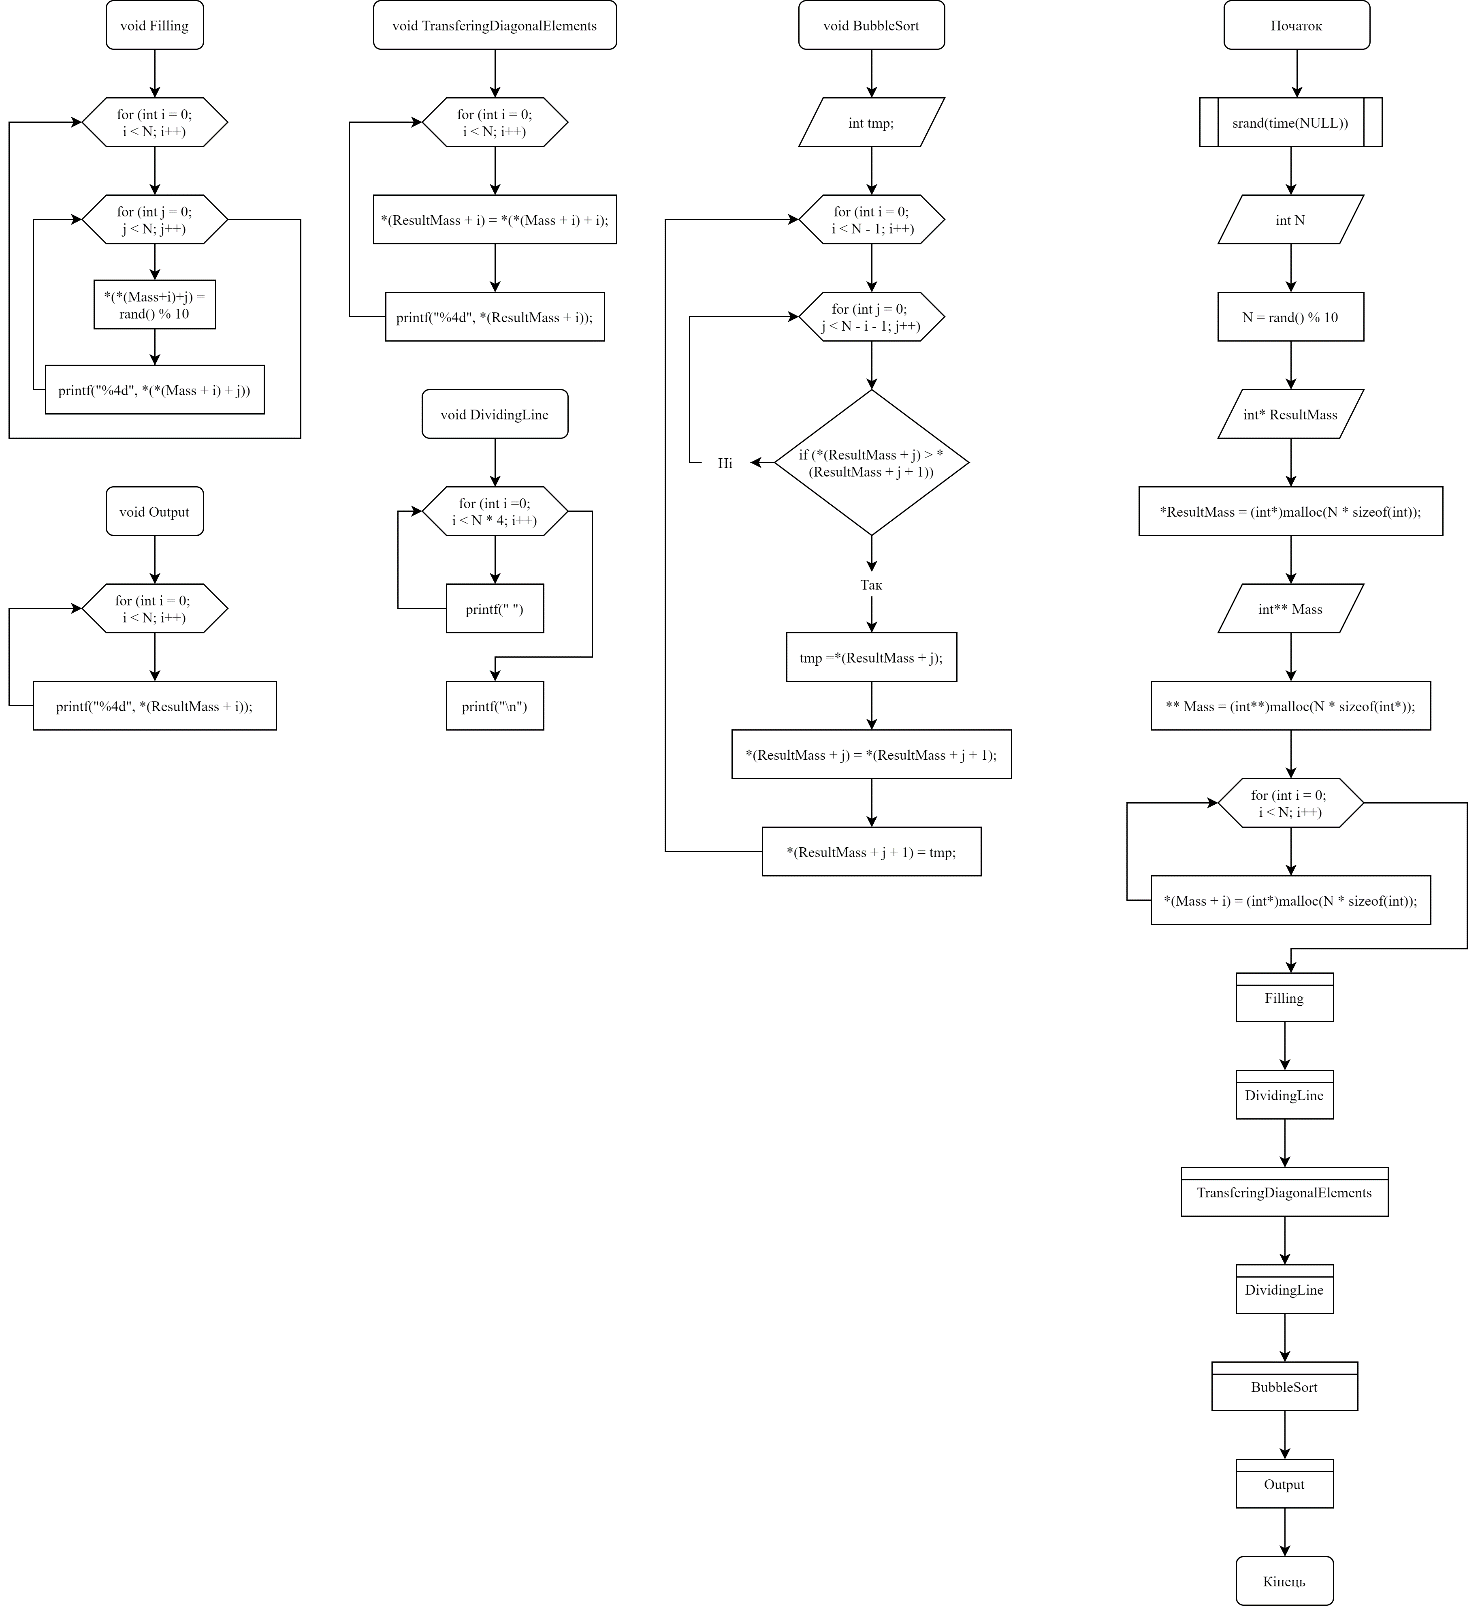 void Filling
for (int i = 0;
i < N; i++)
for (int j = 0;
j < N; j++)
*(*(Mass+i)+j) =
rand() % 10
printf("%4d", *(*(Mass + i) + j))
void Output
for (int i = 0;
i < N; i++)
printf("%4d", *(ResultMass + i));
void TransferingDiagonalElements
for (int i = 0;
i < N; i++)
*(ResultMass + i) = *(*(Mass + i) + i);
printf("%4d", *(ResultMass + i));
void DividingLine
for (int i =0;
i < N * 4; i++)
printf(" ")
printf("\n")
void BubbleSort
int tmp;
for (int i = 0;
i < N - 1; i++)
for (int j = 0;
j < N - i - 1; j++)
if (*(ResultMass + j) > *
(ResultMass + j + 1))
Ні
Так
tmp =*(ResultMass + j);
*(ResultMass + j) = *(ResultMass + j + 1);
*(ResultMass + j + 1) = tmp;
Початок
srand(time(NULL))
int N
N = rand() % 10
int* ResultMass
*ResultMass = (int*)malloc(N * sizeof(int));
int** Mass
** Mass = (int**)malloc(N * sizeof(int*));
for (int i = 0;
i < N; i++)
*(Mass + i) = (int*)malloc(N * sizeof(int));
Filling
DividingLine
TransferingDiagonalElements
DividingLine
BubbleSort
Output
Кінець